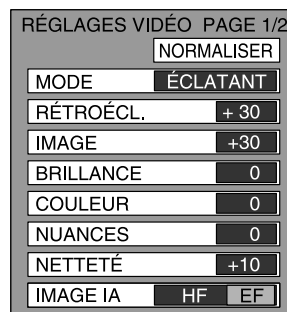 RÉGLAGES VIDÉO PAGE 1/2
NORMALISER
MODE ÉCLATANT
RÉTROÉCL. + 30
IMAGE +30
BRILLANCE 0
COULEUR 0
NUANCES 0
NETTETÉ +10
IMAGE IA HF EF